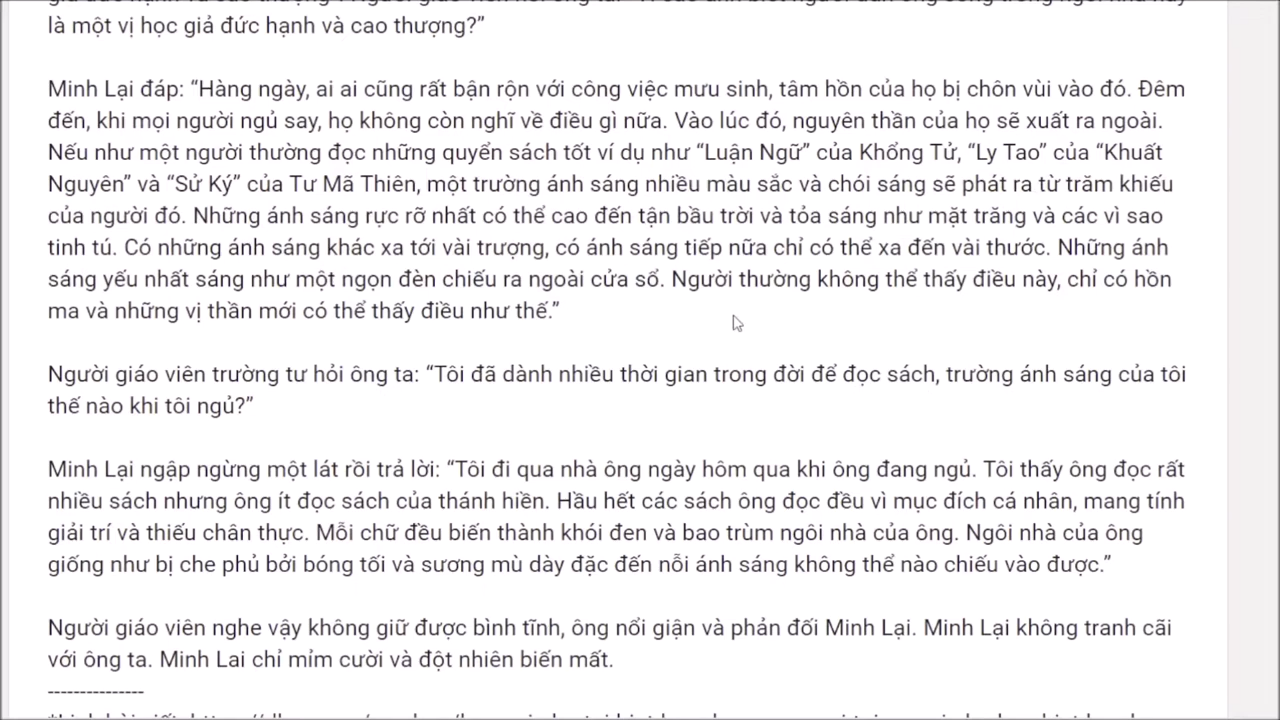 là một vị học giả đức hạnh và cao thượng?”
Minh Lại đáp: “Hàng ngày, ai ai cũng rất bận rộn với công việc mưu sinh, tâm hồn của họ bị chôn vùi vào đó. Đêm
đến, khi mọi người ngủ say, họ không còn nghĩ về điều gì nữa. Vào lúc đó, nguyên thần của họ sẽ xuất ra ngoài.
Nếu như một người thường đọc những quyển sách tốt ví dụ như “Luận Ngữ” của Khổng Tử, “Ly Tao” của “Khuất
Nguyên” và “Sử Ký” của Tư Mã Thiên, một trường ánh sáng nhiều màu sắc và chói sáng sẽ phát ra từ trăm khiếu
của người đó. Những ánh sáng rực rỡ nhất có thể cao đến tận bầu trời và tỏa sáng như mặt trăng và các vì sao
tinh tú. Có những ánh sáng khác xa tới vài trượng, có ánh sáng tiếp nữa chỉ có thể xa đến vài thước. Những ánh
sáng yếu nhất sáng như một ngọn đèn chiếu ra ngoài cửa sổ. Người thường không thể thấy điều này, chỉ có hồn
ma và những vị thần mới có thể thấy điều như thế.”
Người giáo viên trường tư hỏi ông ta: “Tôi đã dành nhiều thời gian trong đời để đọc sách, trường ánh sáng của tôi
thế nào khi tôi ngủ?”
Minh Lại ngập ngừng một lát rồi trả lời: “Tôi đi qua nhà ông ngày hôm qua khi ông đang ngủ. Tôi thấy ông đọc rất
nhiều sách nhưng ông ít đọc sách của thánh hiền. Hầu hết các sách ông đọc đều vì mục đích cá nhân, mang tính
giải trí và thiếu chân thực. Mỗi chữ đều biến thành khói đen và bao trùm ngôi nhà của ông. Ngôi nhà của ông
giống như bị che phủ bởi bóng tối và sương mù dày đặc đến nỗi ánh sáng không thể nào chiếu vào được.”
Người giáo viên nghe vậy không giữ được bình tĩnh, ông nổi giận và phản đối Minh Lại. Minh Lại không tranh cãi
với ông ta. Minh Lai chỉ mỉm cười và đột nhiên biến mất.
---------------